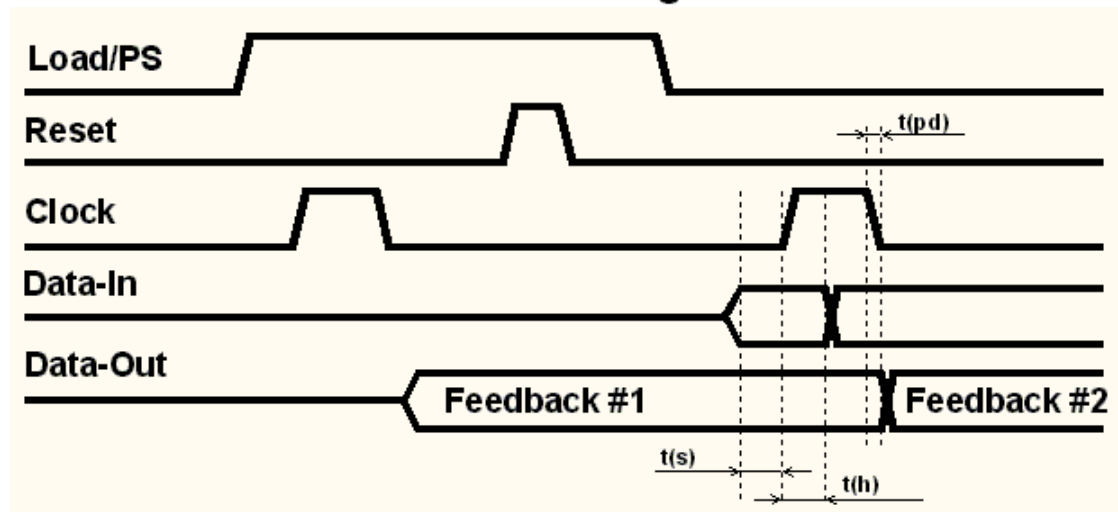 Load/PS
Reset
t(pd)
Clock
Data-In
Data-Out
Feedback #1
Feedback #2
t(s)
t(h)